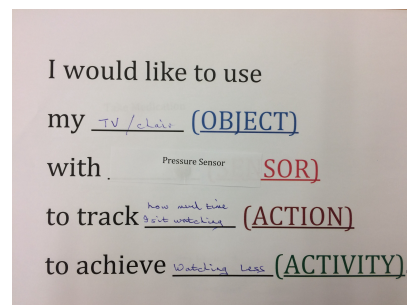 I would like to use
my TV/chair (OBJECT)
with Pressure Sensor SOR)
to track how much time I sit watching (ACTION)
to achieve Watching Less (ACTIVITY)